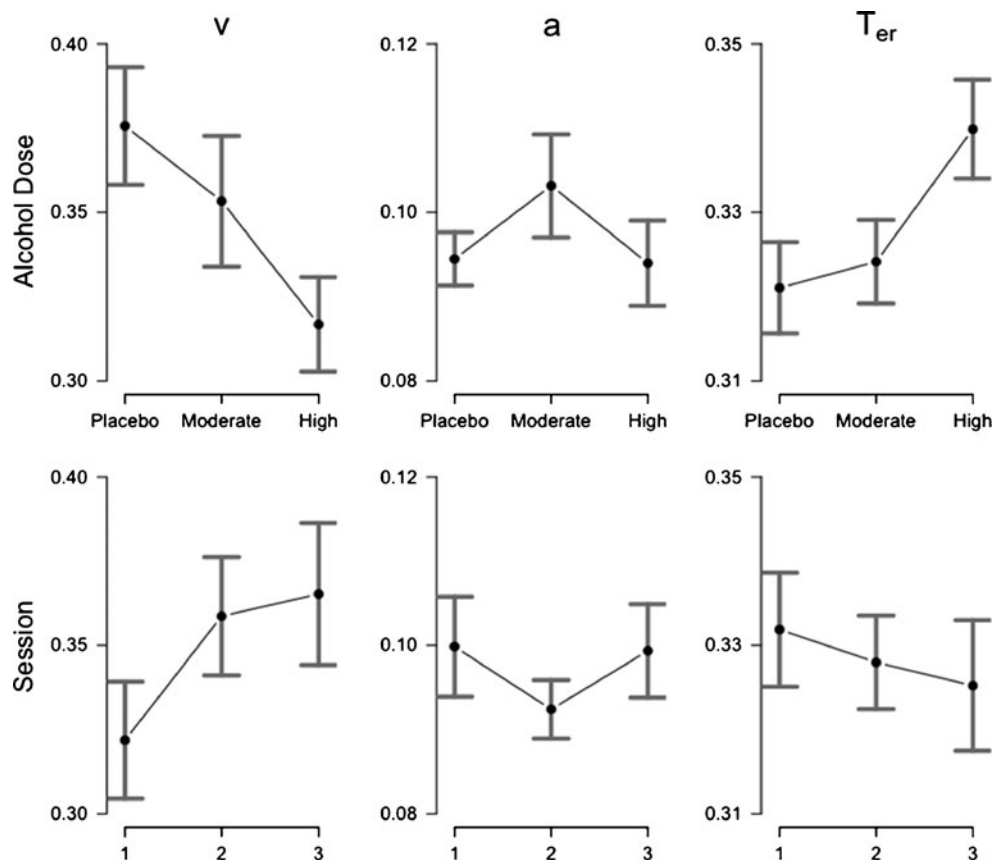 v a Ter
Alcohol Dose
0.40 0.12 0.35
0.35 0.10 0.33
0.30 0.08 0.31
Placebo Moderate High Placebo Moderate High Placebo Moderate High
Session
0.40 0.12 0.35
0.35 0.10 0.33
0.30 0.08 0.31
1 2 3 1 2 3 1 2 3